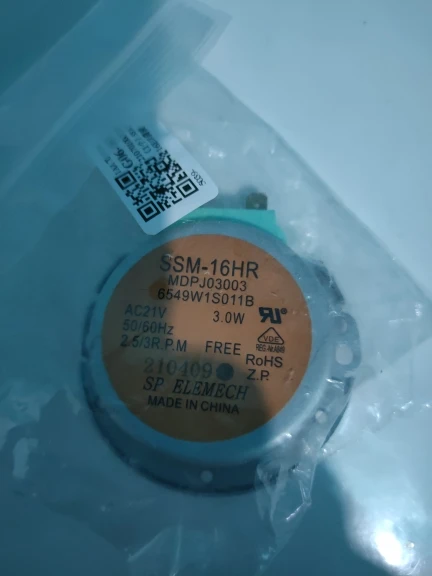 SSM-16HR
MDPJ03003
6549W1S011B
AC21V 3.0W
50/60Hz
VDE
2.5/3R.P.M FREE
RoHS
210409 Z.P.
SP ELEMECH
MADE IN CHINA